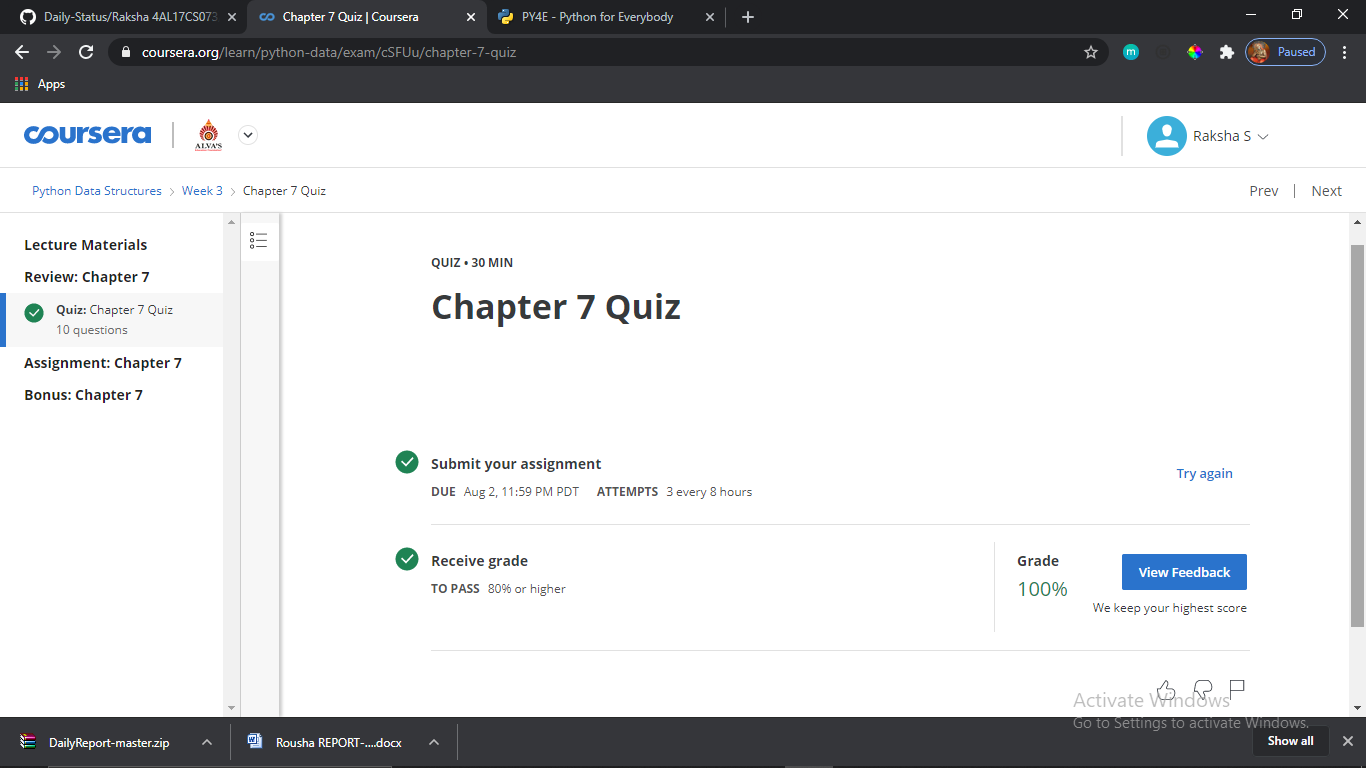 Daily-Status/Raksha 4AL17CS073
Chapter 7 Quiz | Coursera
PY4E - Python for Everybody
coursera.org/learn/python-data/exam/cSFUu/chapter-7-quiz
m
Paused
Apps
coursera
ALVA'S
Raksha S
Python Data Structures > Week 3 > Chapter 7 Quiz
Prev | Next
Lecture Materials
Review: Chapter 7
Quiz: Chapter 7 Quiz
10 questions
Assignment: Chapter 7
Bonus: Chapter 7
QUIZ • 30 MIN
Chapter 7 Quiz
Submit your assignment
DUE Aug 2, 11:59 PM PDT ATTEMPTS 3 every 8 hours
Try again
Receive grade
TO PASS 80% or higher
Grade
100%
View Feedback
We keep your highest score
Activate Windows
Go to Settings to activate Windows.
DailyReport-master.zip
Rousha REPORT-....docx
Show all